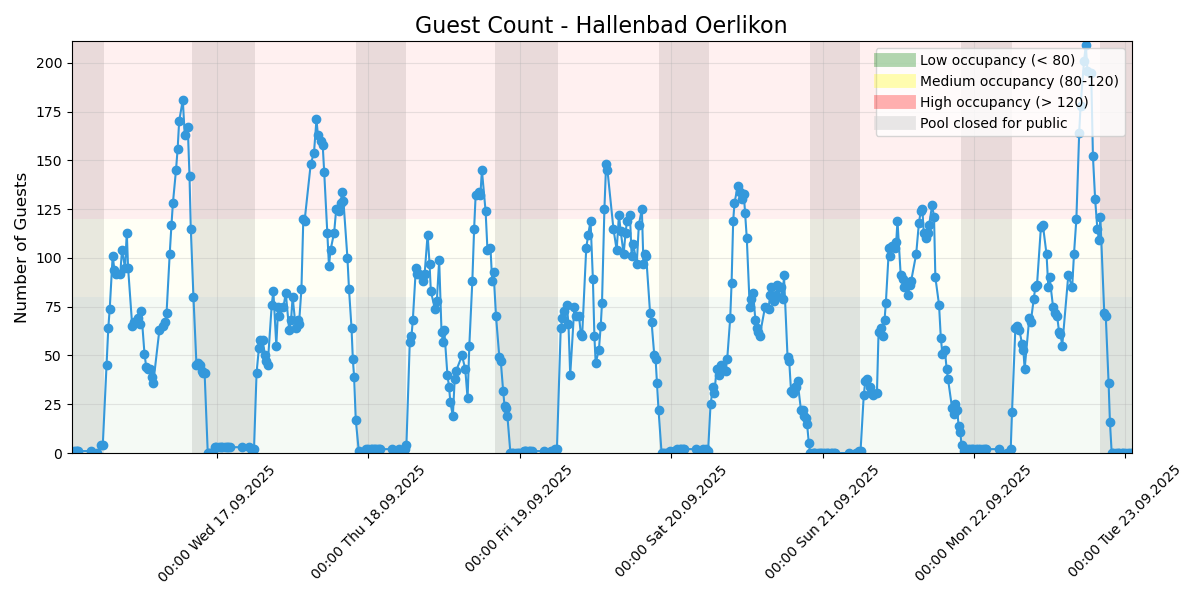 Guest Count - Hallenbad Oerlikon
Number of Guests
200
175
150
125
100
75
50
25
0
Low occupancy (< 80)
Medium occupancy (80-120)
High occupancy (> 120)
Pool closed for public
00:00 Wed 17.09.2025
00:00 Thu 18.09.2025
00:00 Fri 19.09.2025
00:00 Sat 20.09.2025
00:00 Sun 21.09.2025
00:00 Mon 22.09.2025
00:00 Tue 23.09.2025